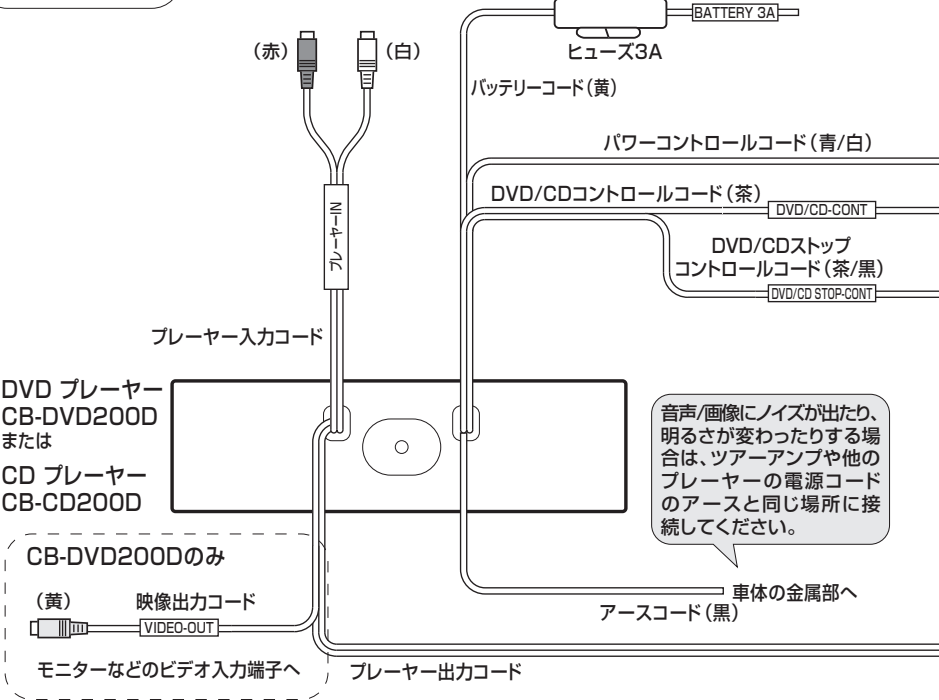 BATTERY 3A
ヒューズ3A
(赤)
(白)
バッテリーコード(黄)
パワーコントロールコード(青/白)
DVD/CDコントロールコード(茶)
DVD/CD-CONT
DVD/CDストップ
コントロールコード(茶/黒)
DVD/CD STOP-CONT
プレーヤーIN
プレーヤー入力コード
DVD プレーヤー
CB-DVD200D
または
CD プレーヤー
CB-CD200D
音声/画像にノイズが出たり、
明るさが変わったりする場
合は、ツアーアンプや他の
プレーヤーの電源コード
のアースと同じ場所に接
続してください。
CB-DVD200Dのみ
(黄)
映像出力コード
VIDEO-OUT
モニターなどのビデオ入力端子へ
車体の金属部へ
アースコード(黒)
プレーヤー出力コード